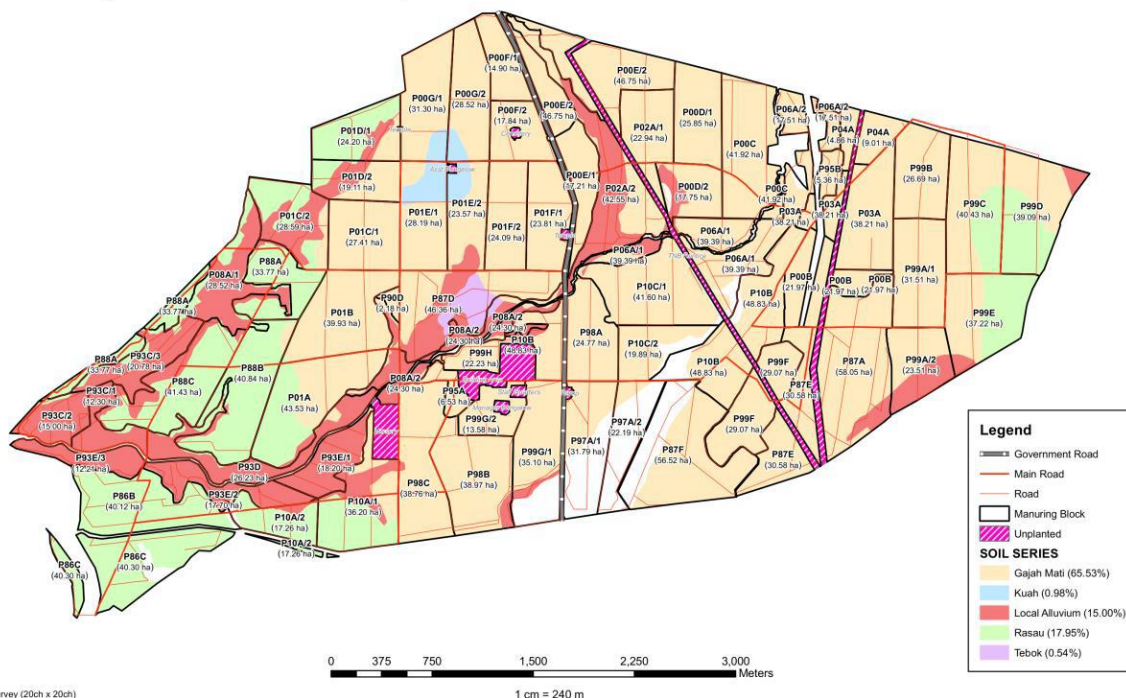 P00F/1
(14.90 ha)
P00E/2
(46.75 ha)
P00G/1
(31.30 ha)
P00G/2
(28.52 ha)
P00F/2
(17.84 ha)
P00E/2
(46.75 ha)
P00D/1
(25.85 ha)
P06A/2
(17.51 ha)
P06A/2
(17.51 ha)
P01D/1
(24.20 ha)
P02A/1
(22.94 ha)
P00C
(41.92 ha)
P04A
(4.86 ha)
P04A
(9.01 ha)
P01D/2
(19.11 ha)
P00E/1
(17.21 ha)
P95B
(5.36 ha)
P99B
(26.69 ha)
P02A/2
(42.55 ha)
P00D/2
(17.75 ha)
P00C
(41.92 ha)
P01C/2
(28.59 ha)
P01E/1
(28.19 ha)
P01E/2
(23.57 ha)
P01F/2
(24.09 ha)
P01F/1
(23.81 ha)
P03A
(38.21 ha)
P03A
(38.21 ha)
P03A
(38.21 ha)
P99C
(40.43 ha)
P99D
(39.09 ha)
P01C/1
(27.41 ha)
P06A/1
(39.39 ha)
P88A
(33.77 ha)
P06A/1
(39.39 ha)
P06A/1
(39.39 ha)
P08A/1
(28.52 ha)
P00B
(21.97 ha)
P00B
(21.97 ha)
P00B
(21.97 ha)
P99A/1
(31.51 ha)
P88A
(33.77 ha)
P90D
(2.18 ha)
P87D
(46.36 ha)
P10C/1
(41.60 ha)
P10B
(48.83 ha)
P01B
(39.93 ha)
P08A/2
(24.30 ha)
P08A/2
(24.30 ha)
P10B
(48.83 ha)
P98A
(24.77 ha)
P10C/2
(19.89 ha)
P99E
(37.22 ha)
P88A
(33.77 ha)
P93C/3
(20.78 ha)
P99H
(22.23 ha)
P10B
(48.83 ha)
P99F
(29.07 ha)
P87A
(58.05 ha)
P99A/2
(23.51 ha)
P93C/1
(12.30 ha)
P88C
(41.43 ha)
P88B
(40.84 ha)
P08A/2
(24.30 ha)
P87E
(30.58 ha)
P01A
(43.53 ha)
P95A
(6.53 ha)
P93C/2
(15.00 ha)
P99G/2
(13.58 ha)
P97A/2
(22.19 ha)
P99F
(29.07 ha)
P97A/1
(31.79 ha)
P87F
(56.52 ha)
P87E
(30.58 ha)
P93E/3
(12.24 ha)
P93D
(26.23 ha)
P93E/1
(18.20 ha)
P99G/1
(35.10 ha)
P86B
(40.12 ha)
P93E/2
(17.70 ha)
P10A/1
(36.20 ha)
P98C
(38.76 ha)
P98B
(38.97 ha)
P10A/2
(17.26 ha)
P10A/2
(17.26 ha)
P86C
(40.30 ha)
P86C
(40.30 ha)
Legend
Government Road
Main Road
Road
Manuring Block
Unplanted
SOIL SERIES
Gajah Mati (65.53%)
Kuah (0.98%)
Local Alluvium (15.00%)
Rasau (17.95%)
Tebok (0.54%)
0 375 750 1,500 2,250 3,000
Meters
1 cm = 240 m
(20ch x 20ch)